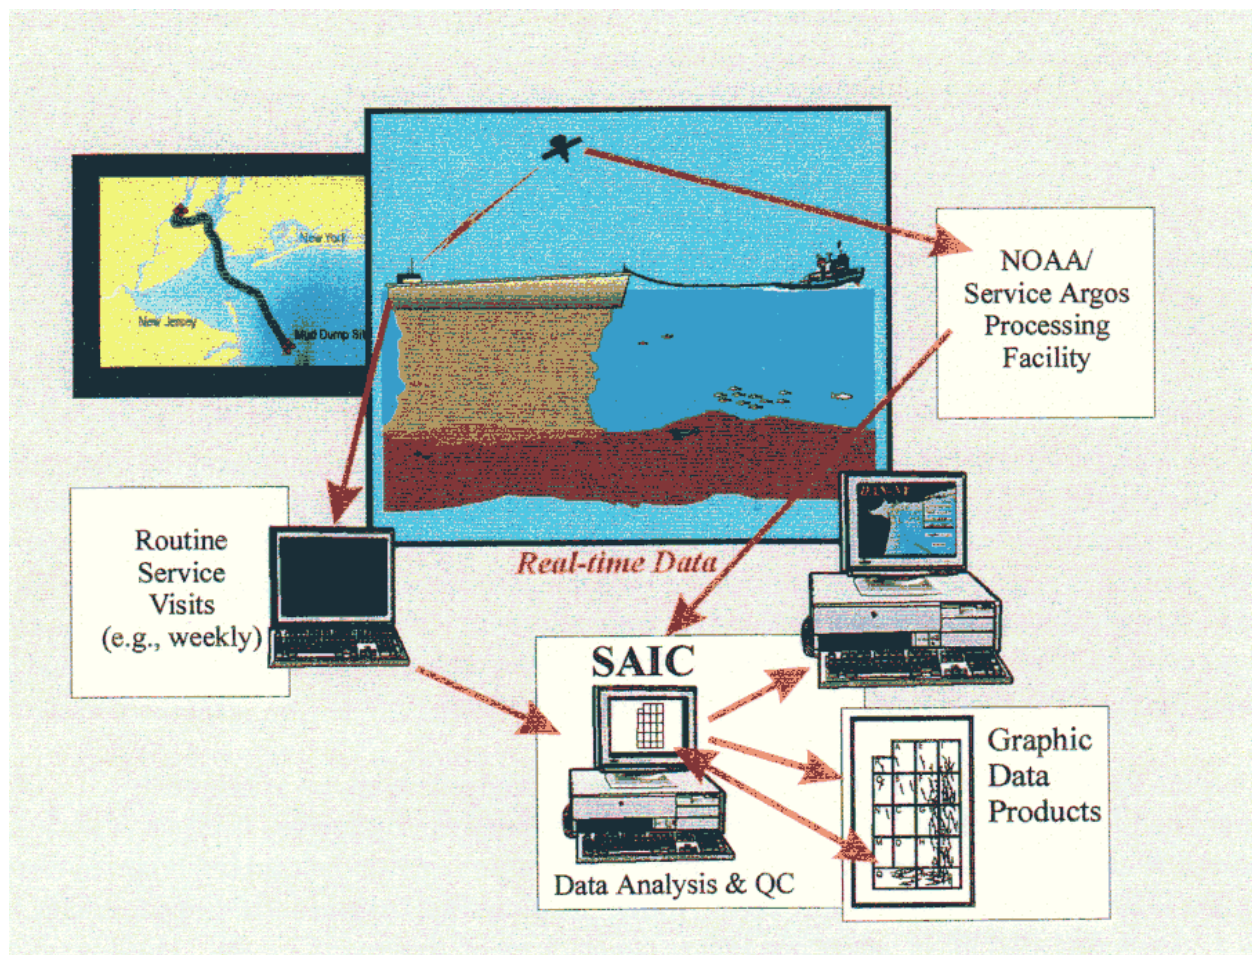 New York
New Jersey
Mud Dump Sit
NOAA/
Service Argos
Processing
Facility
Routine
Service
Visits
(e.g., weekly)
Real-time Data
SAIC
Data Analysis & QC
Graphic
Data
Products